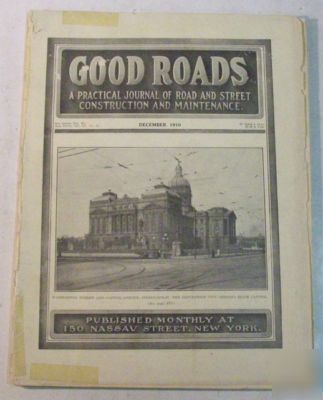 GOOD ROADS
A PRACTICAL JOURNAL OF ROAD AND STREET
CONSTRUCTION AND MAINTENANCE.
DECEMBER 1910
PUBLISHED MONTHLY AT
150 NASSAU STREET, NEW YORK.